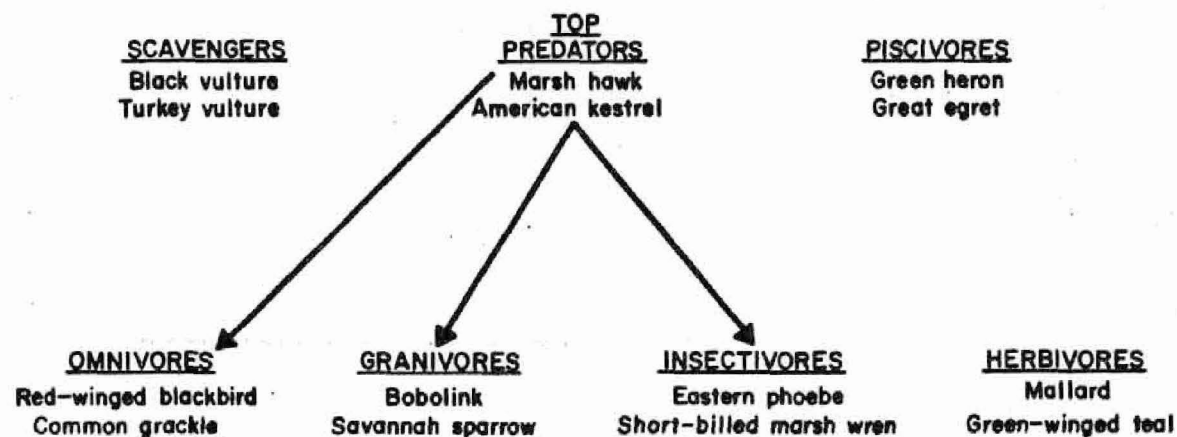 SCAVENGERS
Black vulture
Turkey vulture
TOP
PREDATORS
Marsh hawk
American kestrel
PISCIVORES
Green heron
Great egret
OMNIVORES
Red-winged blackbird
Common grackle
GRANIVORES
Bobolink
Savannah sparrow
INSECTIVORES
Eastern phoebe
Short-billed marsh wren
HERBIVORES
Mallard
Green-winged teal